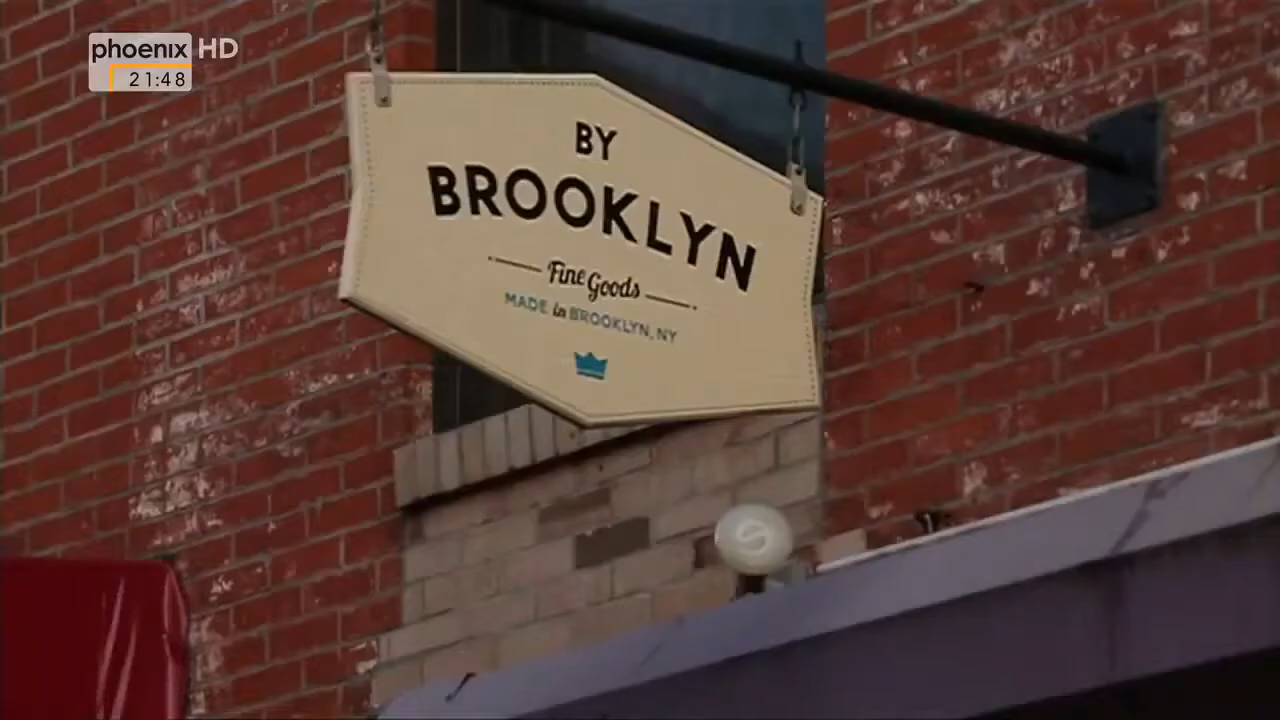 phoenix HD
21:48
BY
BROOKLYN
Fine Goods
MADE in BROOKLYN, NY
S